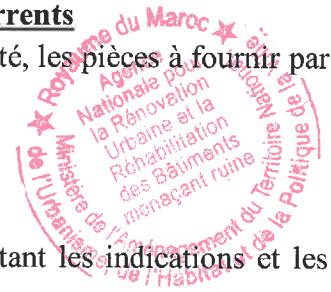 rrents
té, les pièces à fournir par
Royaume du Maroc
Ministère de l'Aménagement du Territoire National
de l'Urbanisme, de l'Habitat et de la Politique de la
Agence
Nationale pour
la Rénovation
Urbaine et la
Réhabilitation
des Bâtiments
menaçant ruine
tant les indications et les